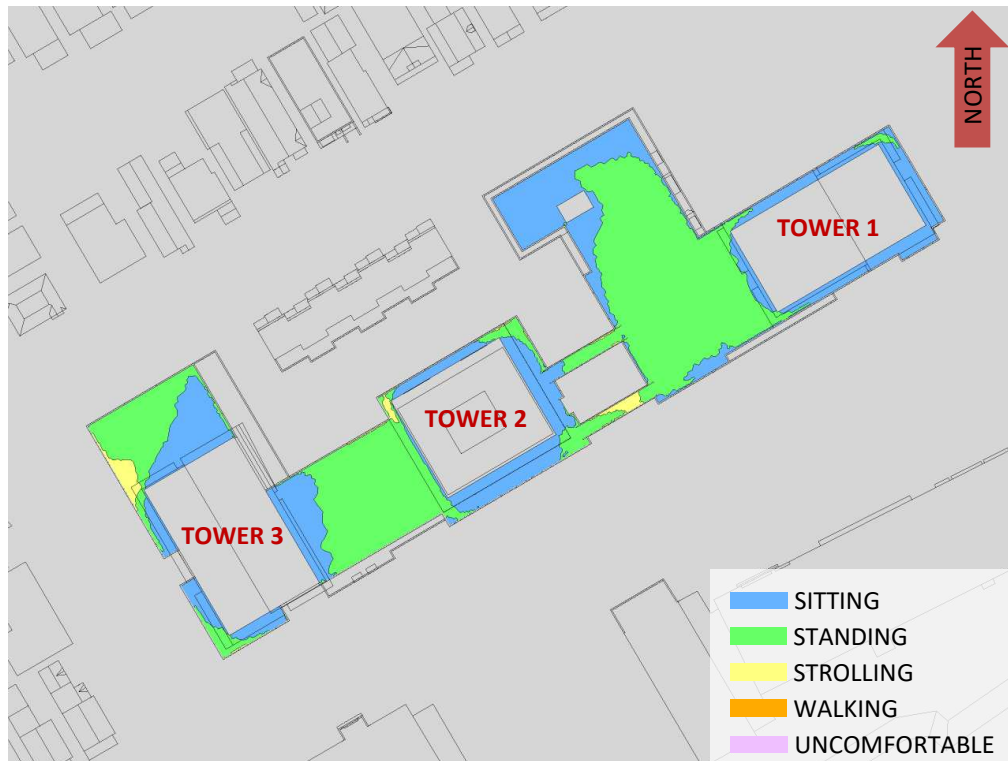 NORTH
TOWER 1
TOWER 2
TOWER 3
SITTING
STANDING
STROLLING
WALKING
UNCOMFORTABLE